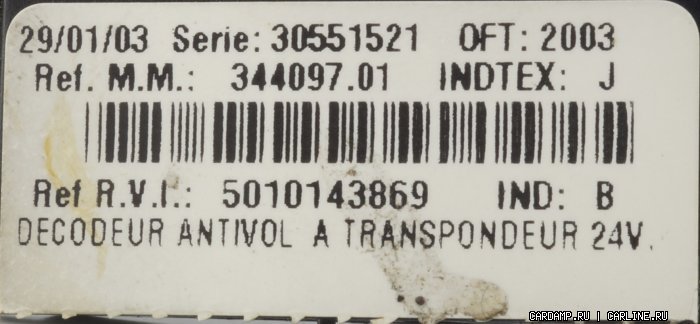 29/01/03 Serie: 30551521 OFT: 2003
Ref. M.M.: 344097.01 INDTEX: J
Ref R.V.I.: 5010143869 IND: B
DECODEUR ANTIVOL A TRANSPONDEUR 24V.
CARDAMP.RU | CARLINE.RU